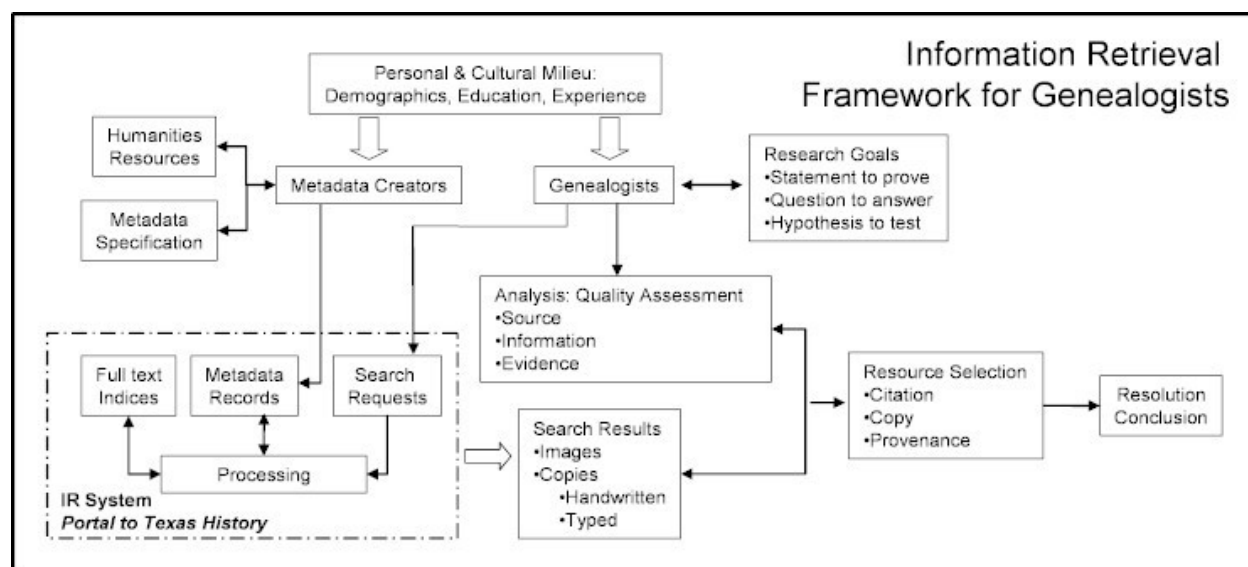 Information Retrieval
Framework for Genealogists
Personal & Cultural Milieu:
Demographics, Education, Experience
Humanities
Resources
Metadata
Specification
Metadata Creators
Genealogists
Research Goals
•Statement to prove
•Question to answer
•Hypothesis to test
Analysis: Quality Assessment
•Source
•Information
•Evidence
Full text
Indices
Metadata
Records
Search
Requests
Processing
IR System
Portal to Texas History
Search Results
•Images
•Copies
•Handwritten
•Typed
Resource Selection
•Citation
•Copy
•Provenance
Resolution
Conclusion